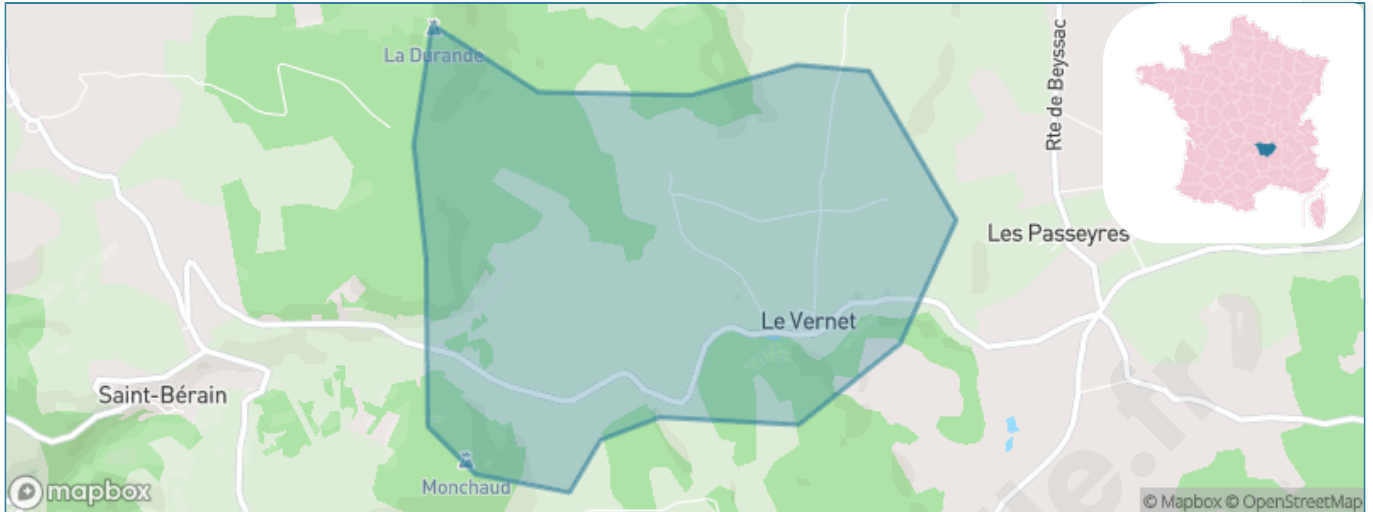 La Durande
Rte de Beyssac
Les Passeyres
Le Vernet
Saint-Bérain
Monchaud
mapbox
© Mapbox © OpenStreetMap